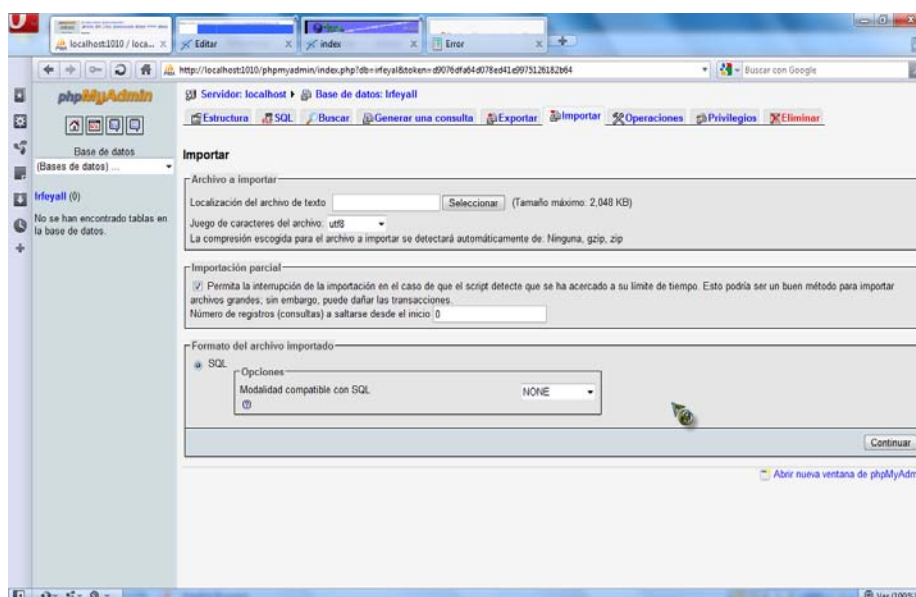 localhost:1010 / loca...
Editar
index
Error
http://localhost:1010/phpmyadmin/index.php?db=irfeyal&token=d9076dfa64d078ed41e9975126182b64
Buscar con Google
phpMyAdmin
Servidor: localhost
Base de datos: Irfeyall
Estructura
SQL
Buscar
Generar una consulta
Exportar
Importar
Operaciones
Privilegios
Eliminar
Base de datos
(Bases de datos) ...
Irfeyall (0)
No se han encontrado tablas en
la base de datos.
Importar
Archivo a importar
Localización del archivo de texto
Seleccionar
(Tamaño máximo: 2,048 KB)
Juego de caracteres del archivo: utf8
La compresión escogida para el archivo a importar se detectará automáticamente de: Ninguna, gzip, zip
Importación parcial
Permita la interrupción de la importación en el caso de que el script detecte que se ha acercado a su límite de tiempo. Esto podría ser un buen método para importar
archivos grandes; sin embargo, puede dañar las transacciones.
Número de registros (consultas) a saltarse desde el inicio 0
Formato del archivo importado
SQL
Opciones
Modalidad compatible con SQL
NONE
Continuar
Abrir nueva ventana de phpMyAdm